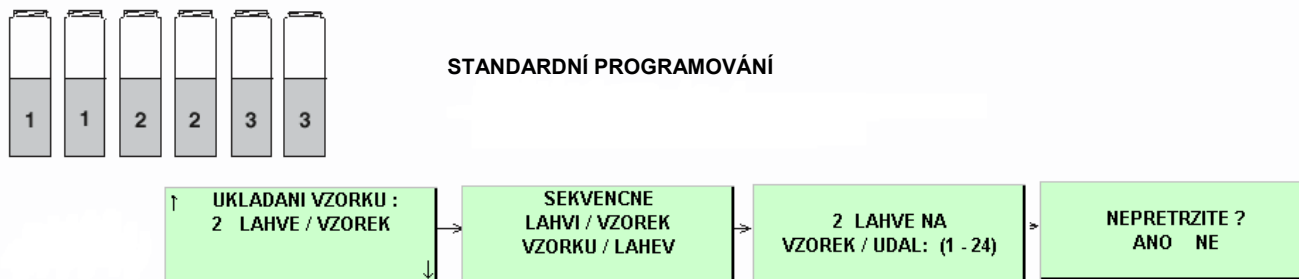 1 1 2 2 3 3
STANDARDNÍ PROGRAMOVÁNÍ
↑ UKLADANI VZORKU :
2 LAHVE / VZOREK
↓
SEKVENCNE
LAHVI / VZOREK
VZORKU / LAHEV
2 LAHVE NA
VZOREK / UDAL: (1 - 24)
NEPRETRZITE ?
ANO NE